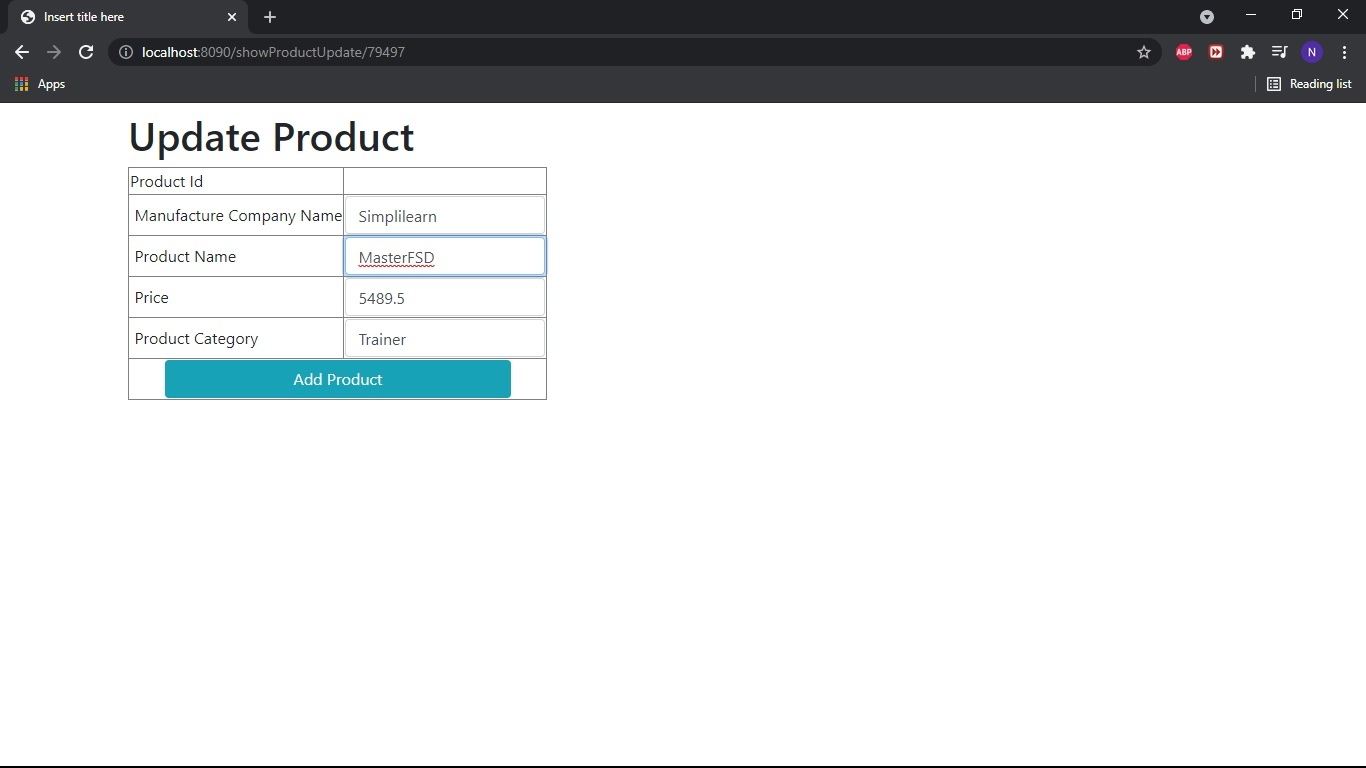 Insert title here
localhost:8090/showProductUpdate/79497
ABP
N
Apps
Reading list
Update Product
Product Id
Manufacture Company Name Simplilearn
Product Name MasterFSD
Price 5489.5
Product Category Trainer
Add Product